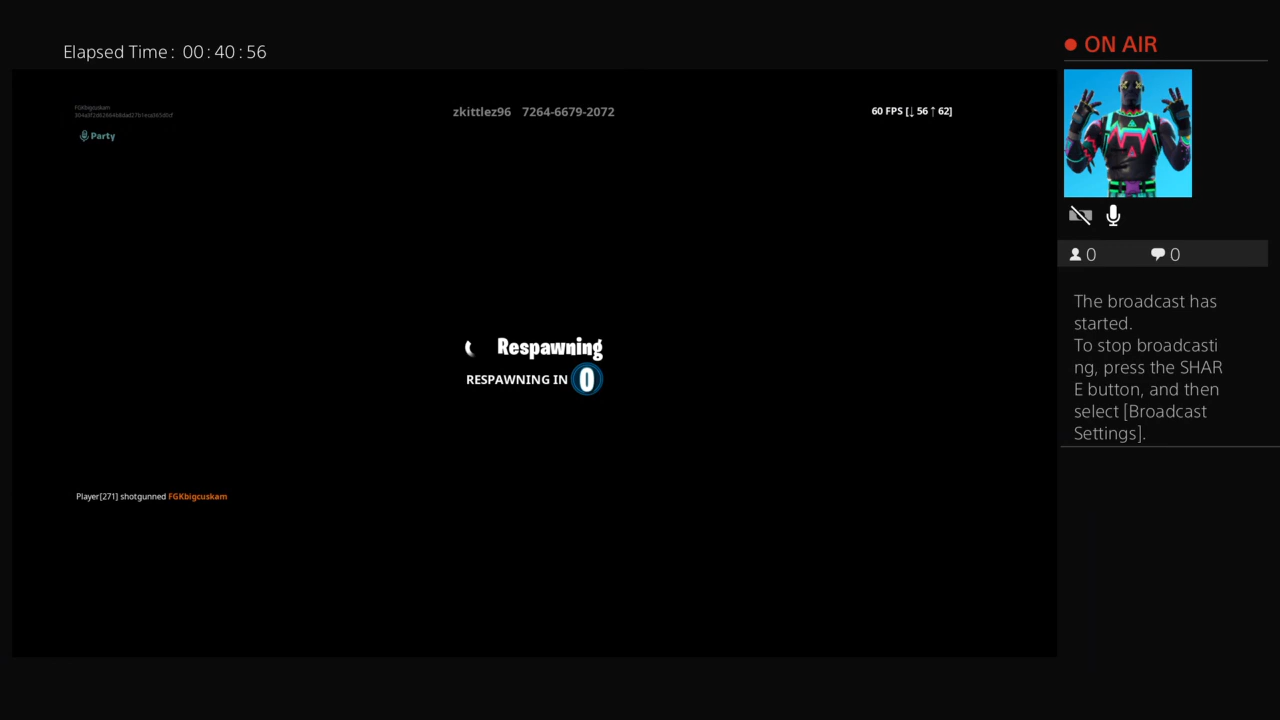 Elapsed Time: 00:40:56
ON AIR
FGKbigcuskam
zkittlez96 7264-6679-2072
60 FPS [↓ 56 ↑ 62]
Party
0 0
The broadcast has
started.
To stop broadcasti
ng, press the SHAR
E button, and then
select [Broadcast
Settings].
Respawning
RESPAWNING IN 0
Player[271] shotgunned FGKbigcuskam